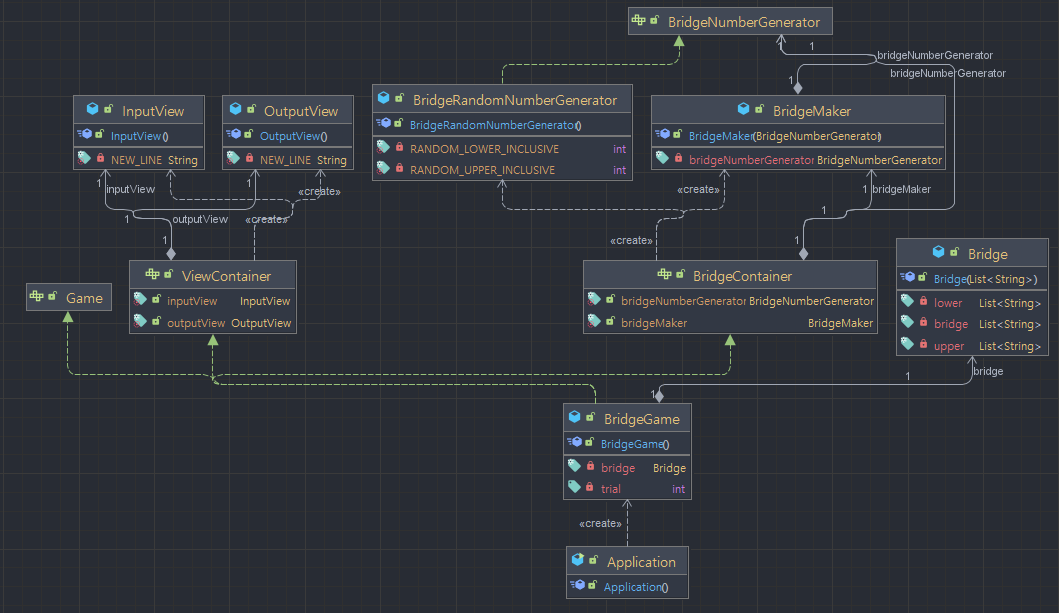 BridgeNumberGenerator
1
1
bridgeNumberGenerator
bridgeNumberGenerator
1
InputView
InputView()
NEW_LINE String
OutputView
OutputView()
NEW_LINE String
BridgeRandomNumberGenerator
BridgeRandomNumberGenerator()
RANDOM_LOWER_INCLUSIVE int
RANDOM_UPPER_INCLUSIVE int
BridgeMaker
BridgeMaker(BridgeNumberGenerator)
bridgeNumberGenerator BridgeNumberGenerator
1
inputView
1
«create»
«create»
1
bridgeMaker
1
outputView
«create»
1
1
«create»
1
ViewContainer
inputView InputView
outputView OutputView
BridgeContainer
bridgeNumberGenerator BridgeNumberGenerator
bridgeMaker BridgeMaker
Bridge
Bridge(List<String>)
lower List<String>
bridge List<String>
upper List<String>
Game
1
bridge
1
BridgeGame
BridgeGame()
bridge Bridge
trial int
«create»
Application
Application()